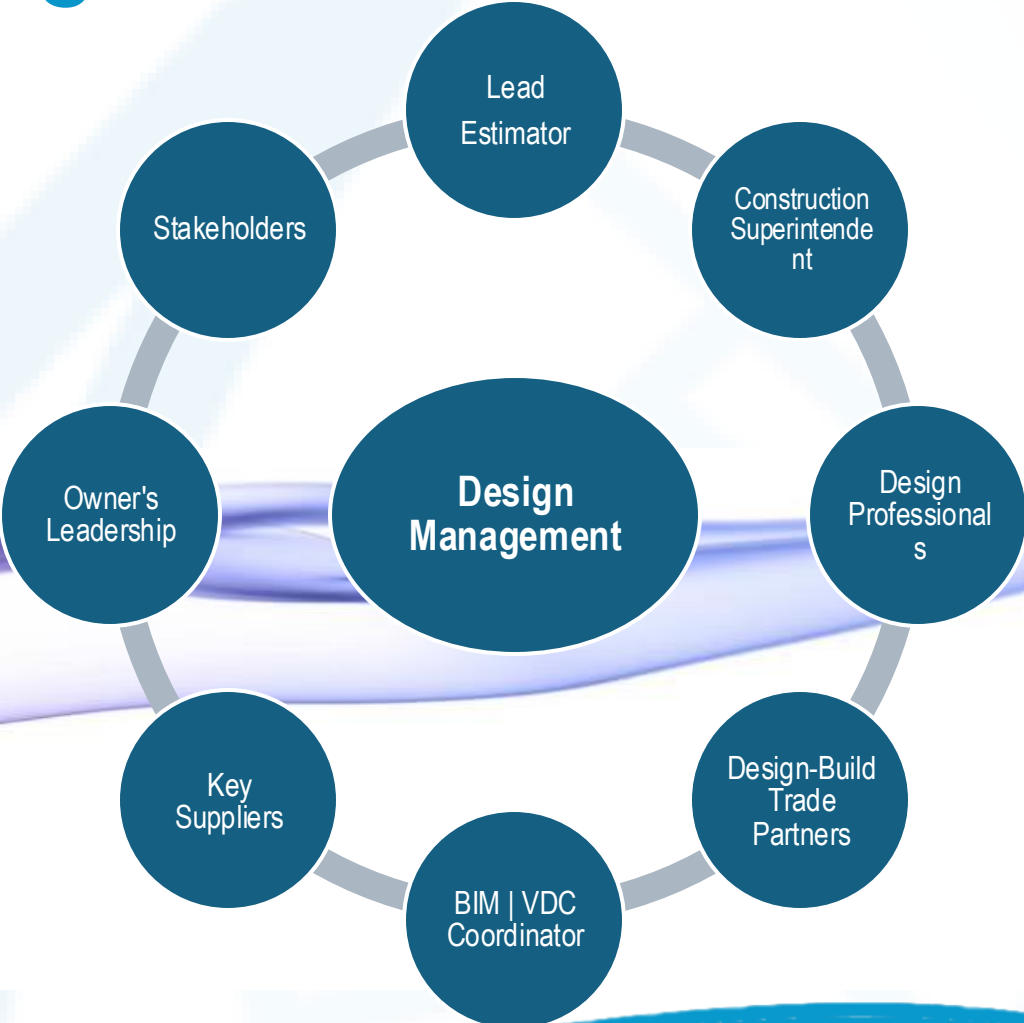 Lead
Estimator
Construction
Superintende
nt
Design
Professional
s
Design-Build
Trade
Partners
BIM | VDC
Coordinator
Key
Suppliers
Owner's
Leadership
Stakeholders
Design
Management